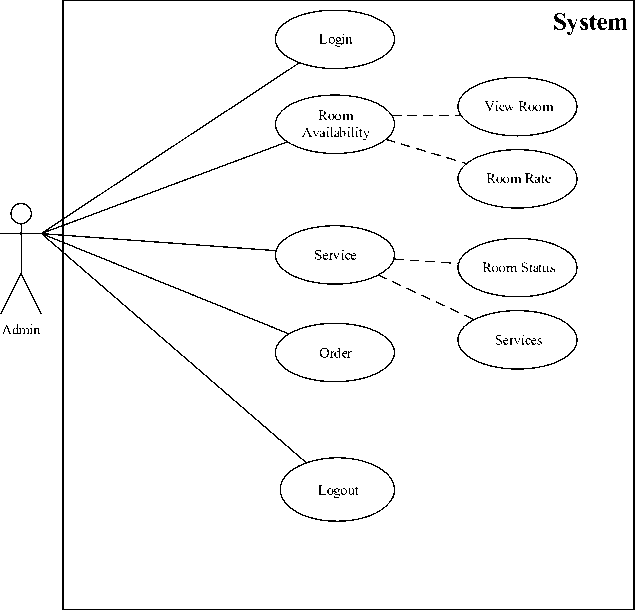 System
Login
Room
Availability
View Room
Room Rate
Service
Room Status
Services
Admin
Order
Logout